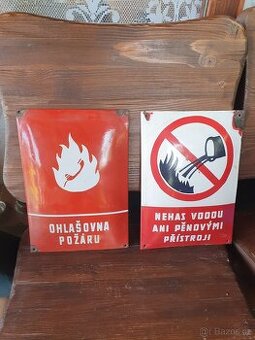 OHLAŠOVNA
POŽÁRU
NEHAS VODOU
ANI PĚNOVÝMI
PŘÍSTROJI